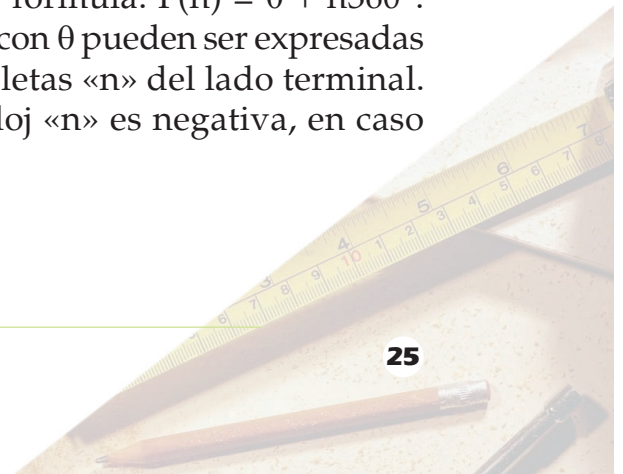 fórmula: F(n) = θ + n360°.
con θ pueden ser expresadas
letas «n» del lado terminal.
loj «n» es negativa, en caso
25